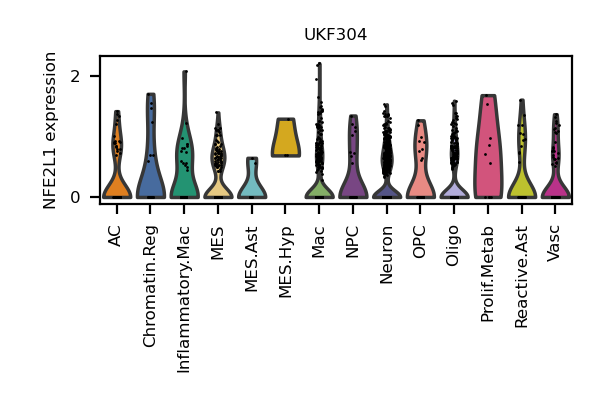 UKF304
NFE2L1 expression
2
0
AC
Chromatin.Reg
Inflammatory.Mac
MES
MES.Ast
MES.Hyp
Mac
NPC
Neuron
OPC
Oligo
Prolif.Metab
Reactive.Ast
Vasc